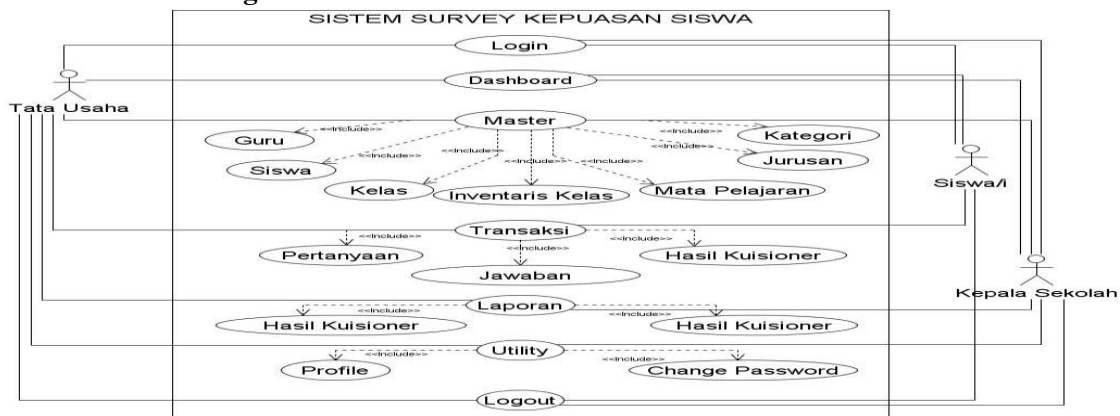 SISTEM SURVEY KEPUASAN SISWA
Login
Dashboard
Tata Usaha
Master
<<Include>>
<<Include>>
Guru
Kategori
<<Include>>
<<Include>>
<<Include>>
Siswa
<<Include>>
<<Include>>
Jurusan
Kelas
Inventaris Kelas
Mata Pelajaran
Siswa/i
Transaksi
<<Include>>
<<Include>>
Pertanyaan
<<Include>>
Hasil Kuisioner
Jawaban
Kepala Sekolah
Laporan
<<Include>>
<<Include>>
Hasil Kuisioner
Hasil Kuisioner
Utility
<<Include>>
<<Include>>
Profile
Change Password
Logout